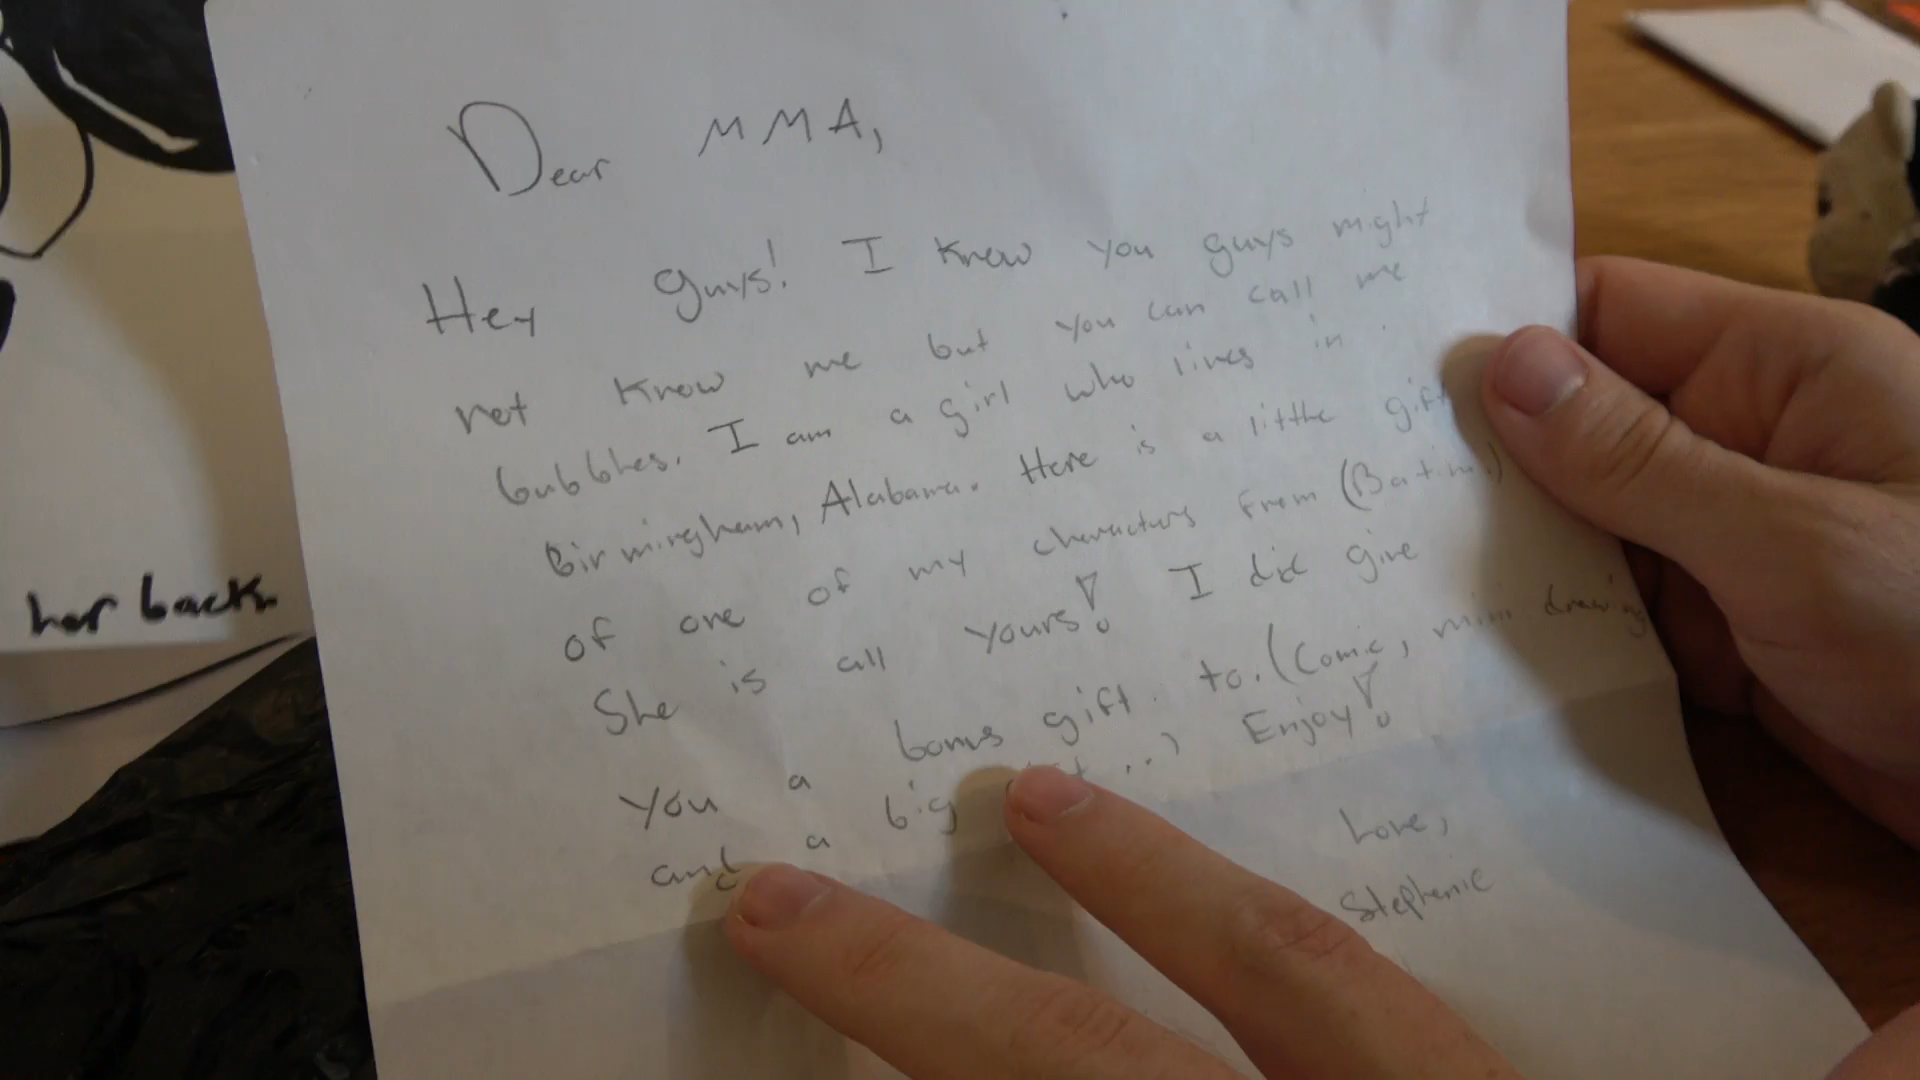 Dear MMA,
Hey guys! I know you guys might
not know me but you can call me
bubbles. I am a girl who lives in
Birmingham, Alabama. Here is a little gift
of one of my characters from (Batim!)
She is all yours! I did give
you a bonus gift to. (Comic, mini drawing
and a big ...) Enjoy!
Love,
Stephenie
her back